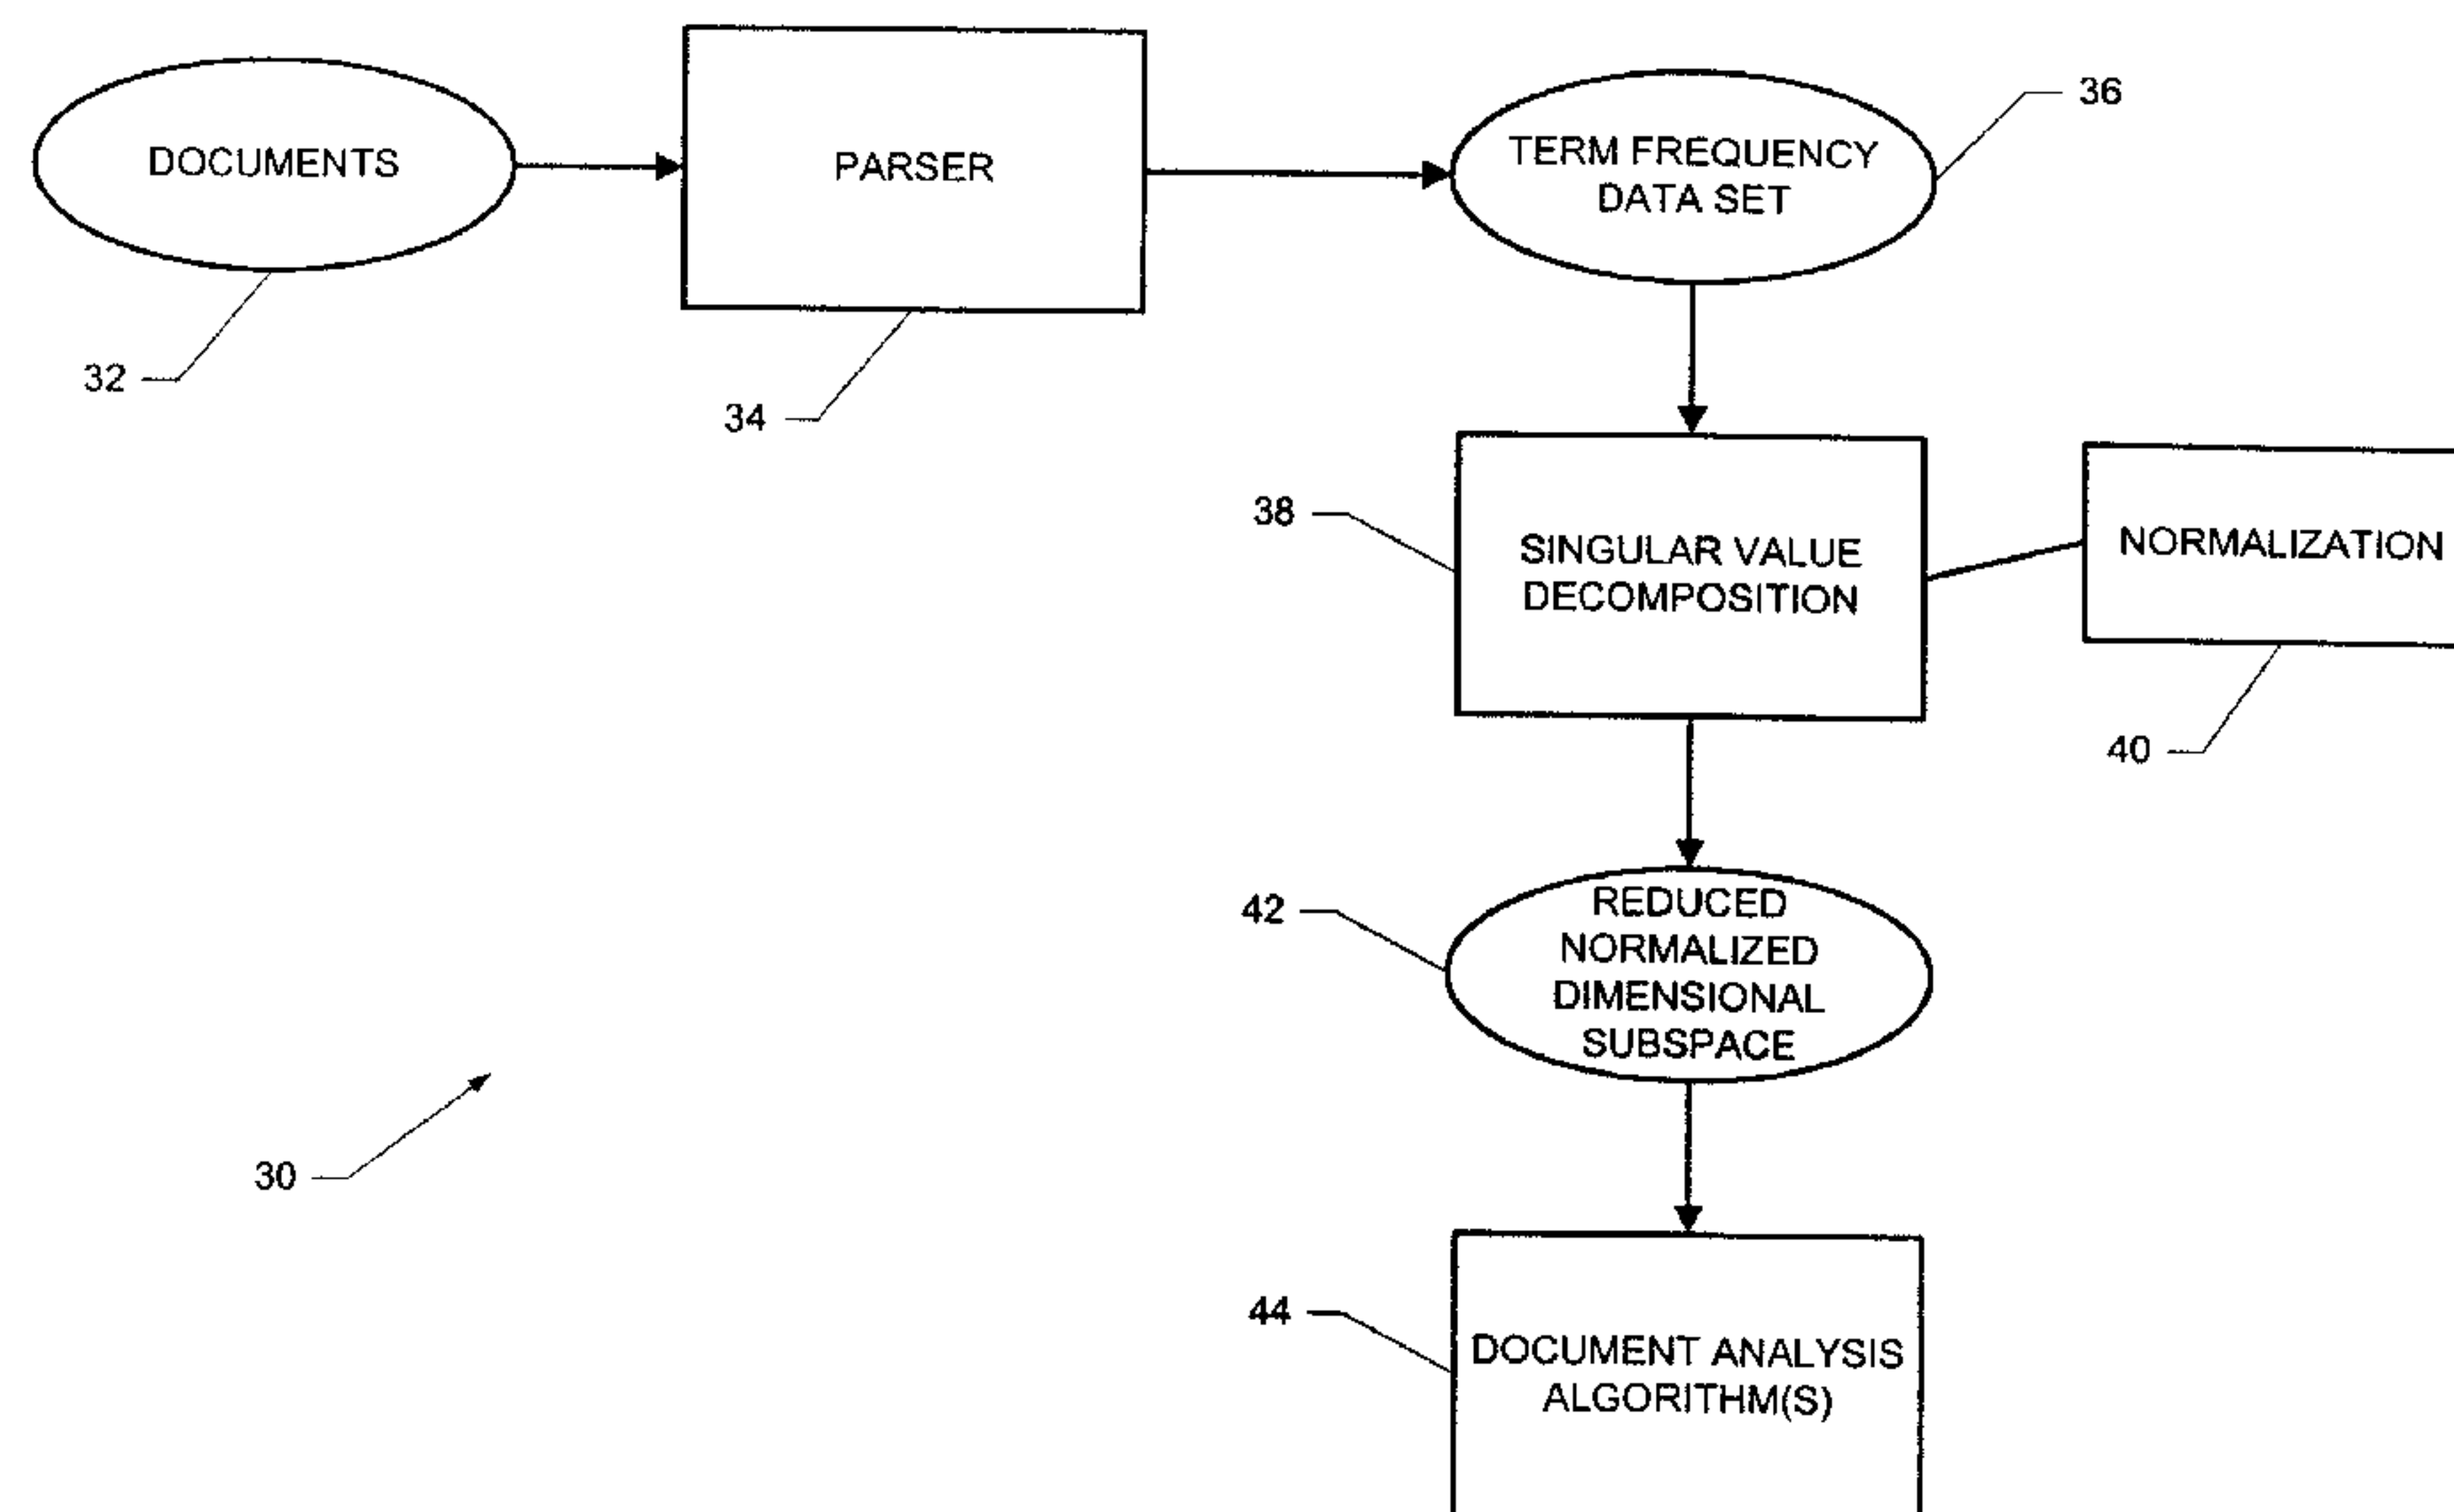 DOCUMENTS
PARSER
TERM FREQUENCY
DATA SET
36
32
34
38
SINGULAR VALUE
DECOMPOSITION
NORMALIZATION
40
42
REDUCED
NORMALIZED
DIMENSIONAL
SUBSPACE
30
44
DOCUMENT ANALYSIS
ALGORITHM(S)